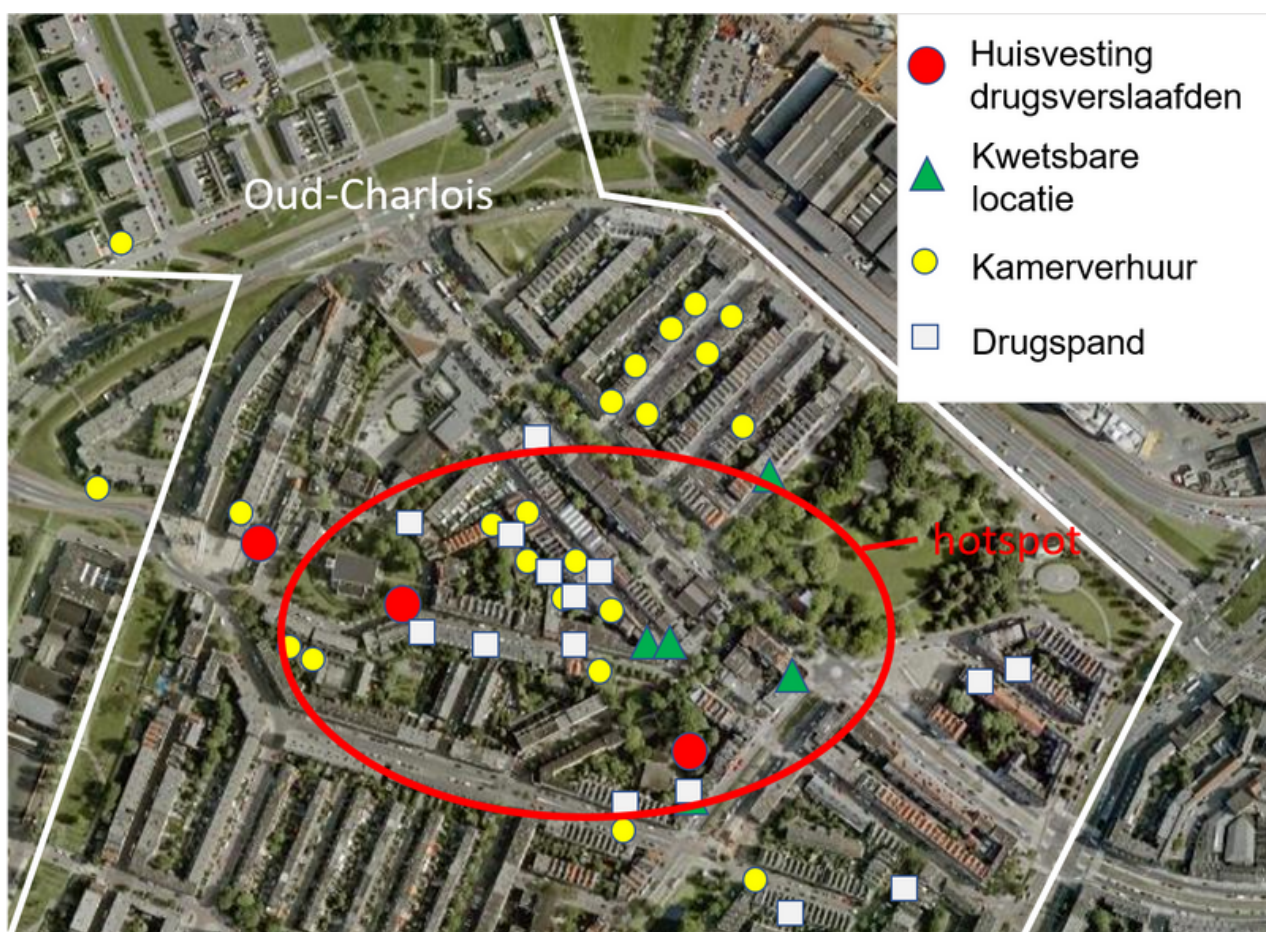 Huisvesting
drugsverslaafden
Kwetsbare
locatie
Kamerverhuur
Drugspand
Oud-Charlois
hotspot